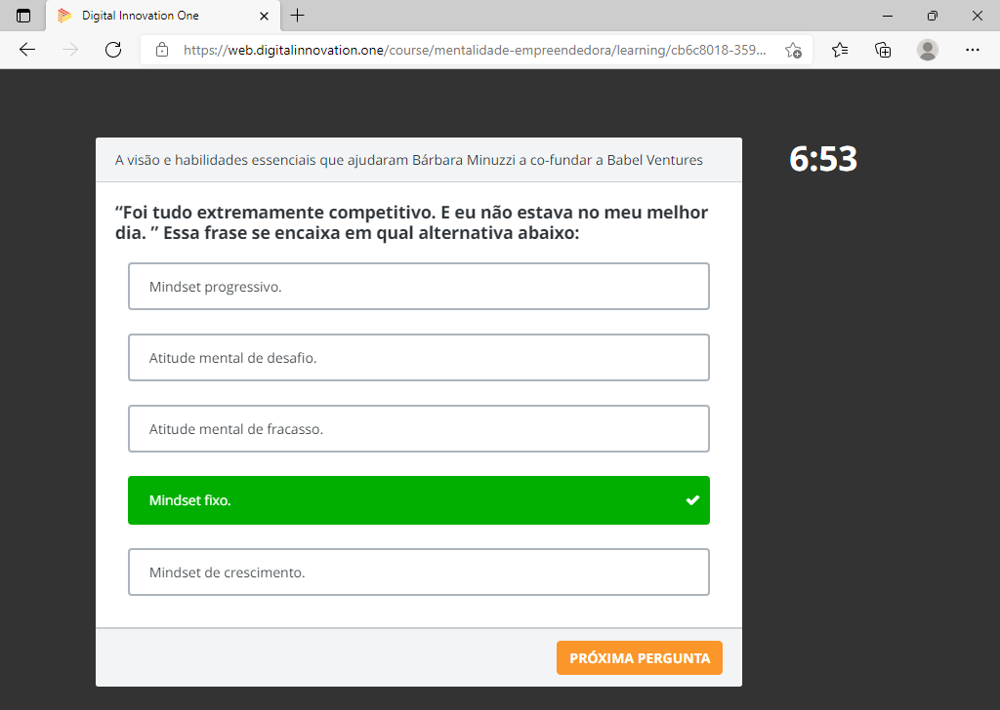 Digital Innovation One
https://web.digitalinnovation.one/course/mentalidade-empreendedora/learning/cb6c8018-359...
A visão e habilidades essenciais que ajudaram Bárbara Minuzzi a co-fundar a Babel Ventures
6:53
“Foi tudo extremamente competitivo. E eu não estava no meu melhor
dia. ” Essa frase se encaixa em qual alternativa abaixo:
Mindset progressivo.
Atitude mental de desafio.
Atitude mental de fracasso.
Mindset fixo.
Mindset de crescimento.
PRÓXIMA PERGUNTA